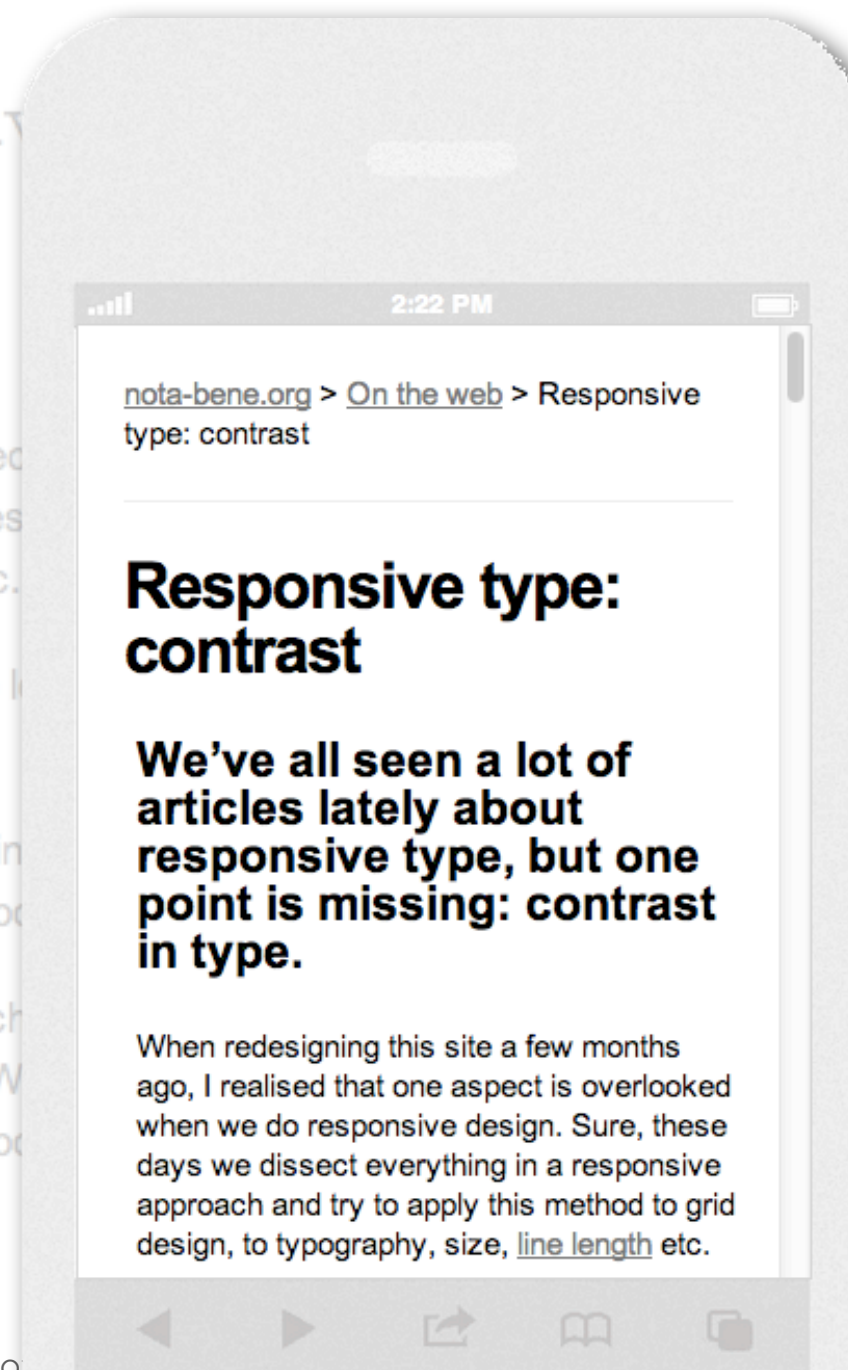 2:22 PM
nota-bene.org > On the web > Responsive
type: contrast
Responsive type:
contrast
We’ve all seen a lot of
articles lately about
responsive type, but one
point is missing: contrast
in type.
When redesigning this site a few months
ago, I realised that one aspect is overlooked
when we do responsive design. Sure, these
days we dissect everything in a responsive
approach and try to apply this method to grid
design, to typography, size, line length etc.